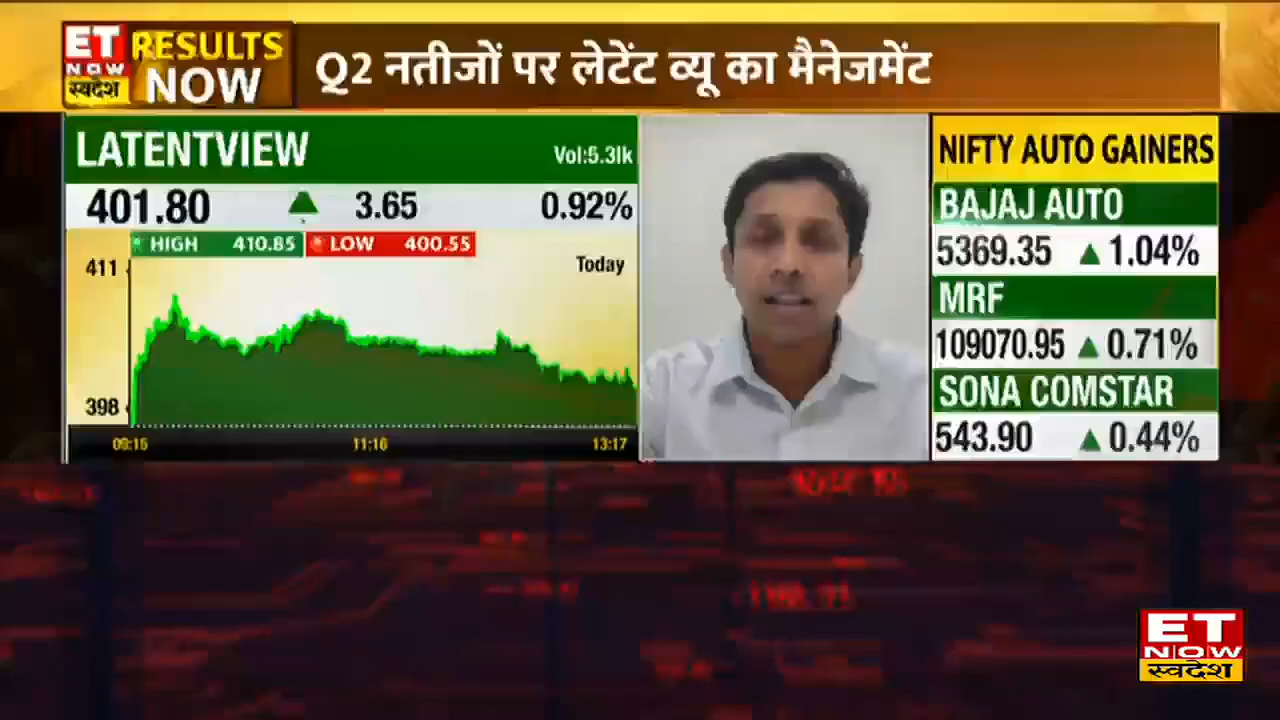 ET
NOW
स्वदेश
RESULTS
NOW
Q2 नतीजों पर लेटेंट व्यू का मैनेजमेंट
LATENTVIEW
Vol:5.3lk
401.80 ▲ 3.65 0.92%
HIGH 410.85 LOW 400.55
Today
411
398
09:15 11:16 13:17
NIFTY AUTO GAINERS
BAJAJ AUTO
5369.35 ▲ 1.04%
MRF
109070.95 ▲ 0.71%
SONA COMSTAR
543.90 ▲ 0.44%
ET
NOW
स्वदेश